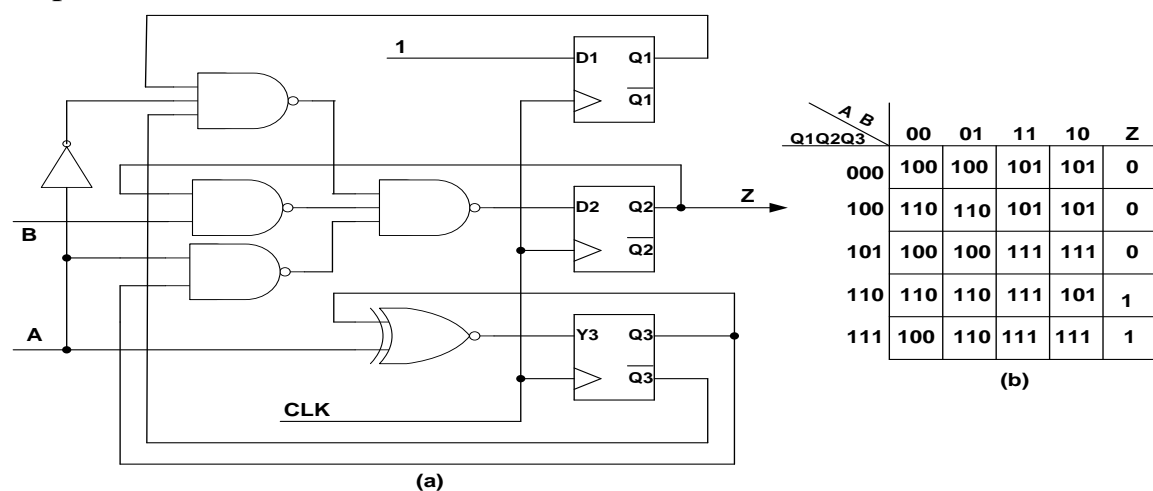 1
D1 Q1
Q1
A B
Q1Q2Q3 00 01 11 10 Z
000 100 100 101 101 0
100 110 110 101 101 0
101 100 100 111 111 0
110 110 110 111 101 1
111 100 110 111 111 1
(b)
B
D2 Q2
Q2
Z
A
Y3 Q3
Q3
CLK
(a)